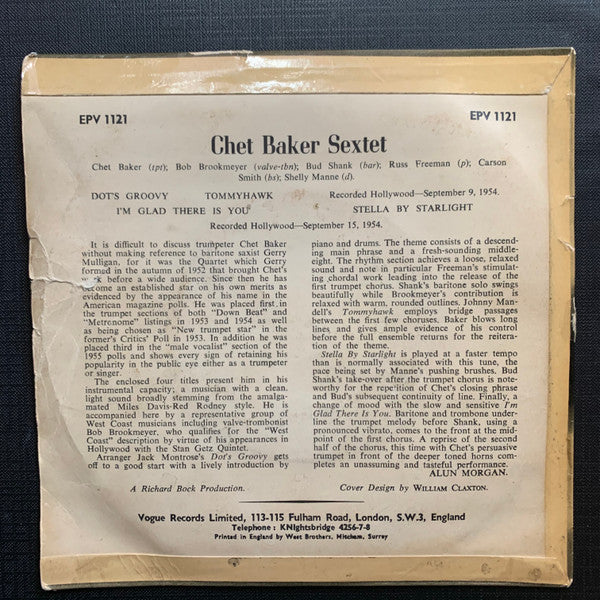 EPV 1121 EPV 1121
Chet Baker Sextet
Chet Baker (tpt); Bob Brookmeyer (valve-tbn); Bud Shank (bar); Russ Freeman (p); Carson
Smith (bs); Shelly Manne (d).
DOT'S GROOVY TOMMYHAWK Recorded Hollywood—September 9, 1954.
I'M GLAD THERE IS YOU STELLA BY STARLIGHT
Recorded Hollywood—September 15, 1954.
It is difficult to discuss trumpeter Chet Baker
without making reference to baritone saxist Gerry
Mulligan, for it was the Quartet which Gerry
formed in the autumn of 1952 that brought Chet's
work before a wide audience. Since then he has
become an established star on his own merits as
evidenced by the appearance of his name in the
American magazine polls. He was placed first in
the trumpet sections of both "Down Beat" and
"Metronome" listings in 1953 and 1954 as well
as being chosen as "New trumpet star" in the
former's Critics' Poll in 1953. In addition he was
placed third in the "male vocalist" section of the
1955 polls and shows every sign of retaining his
popularity in the public eye either as a trumpeter
or singer.
The enclosed four titles present him in his
instrumental capacity; a musician with a clean,
light sound broadly stemming from the amalga-
mated Miles Davis-Red Rodney style. He is
accompanied here by a representative group of
West Coast musicians including valve-trombonist
Bob Brookmeyer, who qualifies for the "West
Coast" description by virtue of his appearances in
Hollywood with the Stan Getz Quintet.
Arranger Jack Montrose's Dot's Groovy gets
off to a good start with a lively introduction by
piano and drums. The theme consists of a descend-
ing main phrase and a fresh-sounding middle-
eight. The rhythm section achieves a loose, relaxed
sound and note in particular Freeman's stimulat-
ing chordal work leading into the release of the
first trumpet chorus. Shank's baritone solo swings
beautifully while Brookmeyer's contribution is
relaxed with warm, rounded outlines. Johnny Man-
dell's Tommyhawk employs bridge passages
between the first few choruses. Baker blows long
lines and gives ample evidence of his control
before the full ensemble returns for the reitera-
tion of the theme.
Stella By Starlight is played at a faster tempo
than is normally associated with this tune, the
pace being set by Manne's pushing brushes. Bud
Shank's take-over after the trumpet chorus is note-
worthy for the repetition of Chet's closing phrase
and Bud's subsequent continuity of line. Finally, a
change of mood with the slow and sensitive I'm
Glad There Is You. Baritone and trombone under-
line the trumpet melody before Shank, using a
pronounced vibrato, comes to the front at the mid-
point of the first chorus. A reprise of the second
half of the chorus, this time with Chet's persuasive
trumpet in front of the deeper toned horns com-
pletes an unassuming and tasteful performance.
ALUN MORGAN.
A Richard Bock Production. Cover Design by WILLIAM CLAXTON.
Vogue Records Limited, 113-115 Fulham Road, London, S.W.3, England
Telephone : KNIghtsbridge 4256-7-8
Printed in England by West Brothers, Mitcham, Surrey